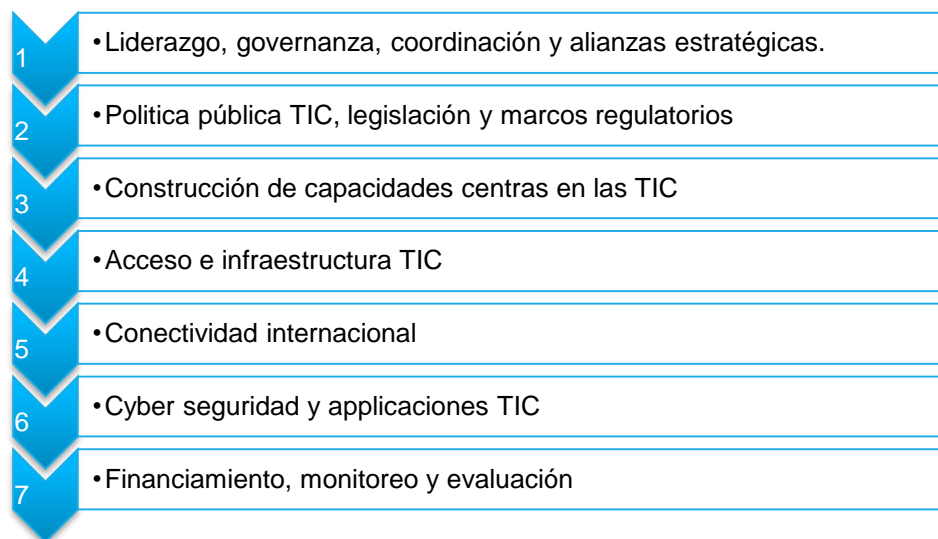 1 •Liderazgo, governanza, coordinación y alianzas estratégicas.
2 •Politica pública TIC, legislación y marcos regulatorios
3 •Construcción de capacidades centras en las TIC
4 •Acceso e infraestructura TIC
5 •Conectividad internacional
6 •Cyber seguridad y applicaciones TIC
7 •Financiamiento, monitoreo y evaluación